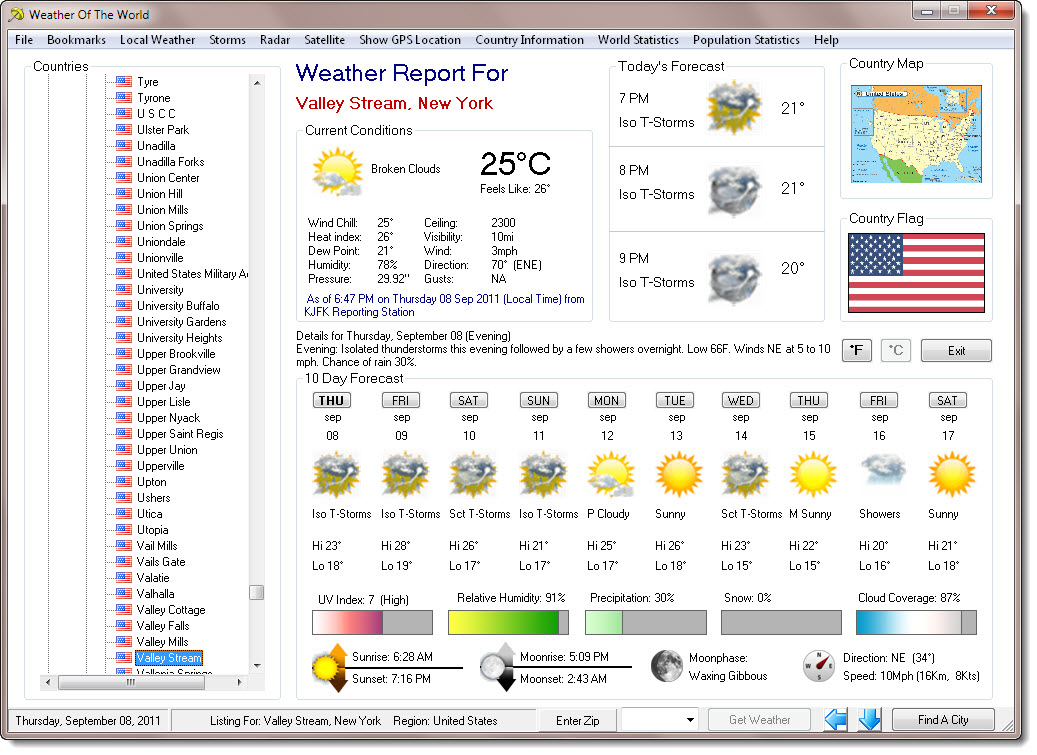 Weather Of The World
File Bookmarks Local Weather Storms Radar Satellite Show GPS Location Country Information World Statistics Population Statistics Help
Countries
Tyre
Tyrone
U S C C
Ulster Park
Unadilla
Unadilla Forks
Union Center
Union Hill
Union Mills
Union Springs
Uniondale
Unionville
United States Military A
University
University Buffalo
University Gardens
University Heights
Upper Brookville
Upper Grandview
Upper Jay
Upper Lisle
Upper Nyack
Upper Saint Regis
Upper Union
Upperville
Upton
Ushers
Utica
Utopia
Vail Mills
Vails Gate
Valatie
Valhalla
Valley Cottage
Valley Falls
Valley Mills
Valley Stream
Vallonia Springs
Weather Report For
Valley Stream, New York
Current Conditions
Broken Clouds
25°C
Feels Like: 26°
Wind Chill: 25° Ceiling: 2300
Heat index: 26° Visibility: 10mi
Dew Point: 21° Wind: 3mph
Humidity: 78% Direction: 70° (ENE)
Pressure: 29.92" Gusts: NA
As of 6:47 PM on Thursday 08 Sep 2011 (Local Time) from
KJFK Reporting Station
Today's Forecast
7 PM
Iso T-Storms
21°
8 PM
Iso T-Storms
21°
9 PM
Iso T-Storms
20°
Country Map
United States
Country Flag
Details for Thursday, September 08 (Evening)
Evening: Isolated thunderstorms this evening followed by a few showers overnight. Low 66F. Winds NE at 5 to 10
mph. Chance of rain 30%.
°F °C Exit
10 Day Forecast
THU FRI SAT SUN MON TUE WED THU FRI SAT
sep sep sep sep sep sep sep sep sep sep
08 09 10 11 12 13 14 15 16 17
Iso T-Storms Iso T-Storms Sct T-Storms Iso T-Storms P Cloudy Sunny Sct T-Storms M Sunny Showers Sunny
Hi 23° Hi 28° Hi 26° Hi 21° Hi 25° Hi 26° Hi 23° Hi 22° Hi 20° Hi 21°
Lo 18° Lo 19° Lo 17° Lo 17° Lo 17° Lo 18° Lo 15° Lo 15° Lo 16° Lo 18°
UV Index: 7 (High) Relative Humidity: 91% Precipitation: 30% Snow: 0% Cloud Coverage: 87%
Sunrise: 6:28 AM
Sunset: 7:16 PM
Moonrise: 5:09 PM
Moonset: 2:43 AM
Moonphase:
Waxing Gibbous
N
W E
S
Direction: NE (34°)
Speed: 10Mph (16Km, 8Kts)
Thursday, September 08, 2011 Listing For: Valley Stream, New York Region: United States Enter Zip Get Weather Find A City